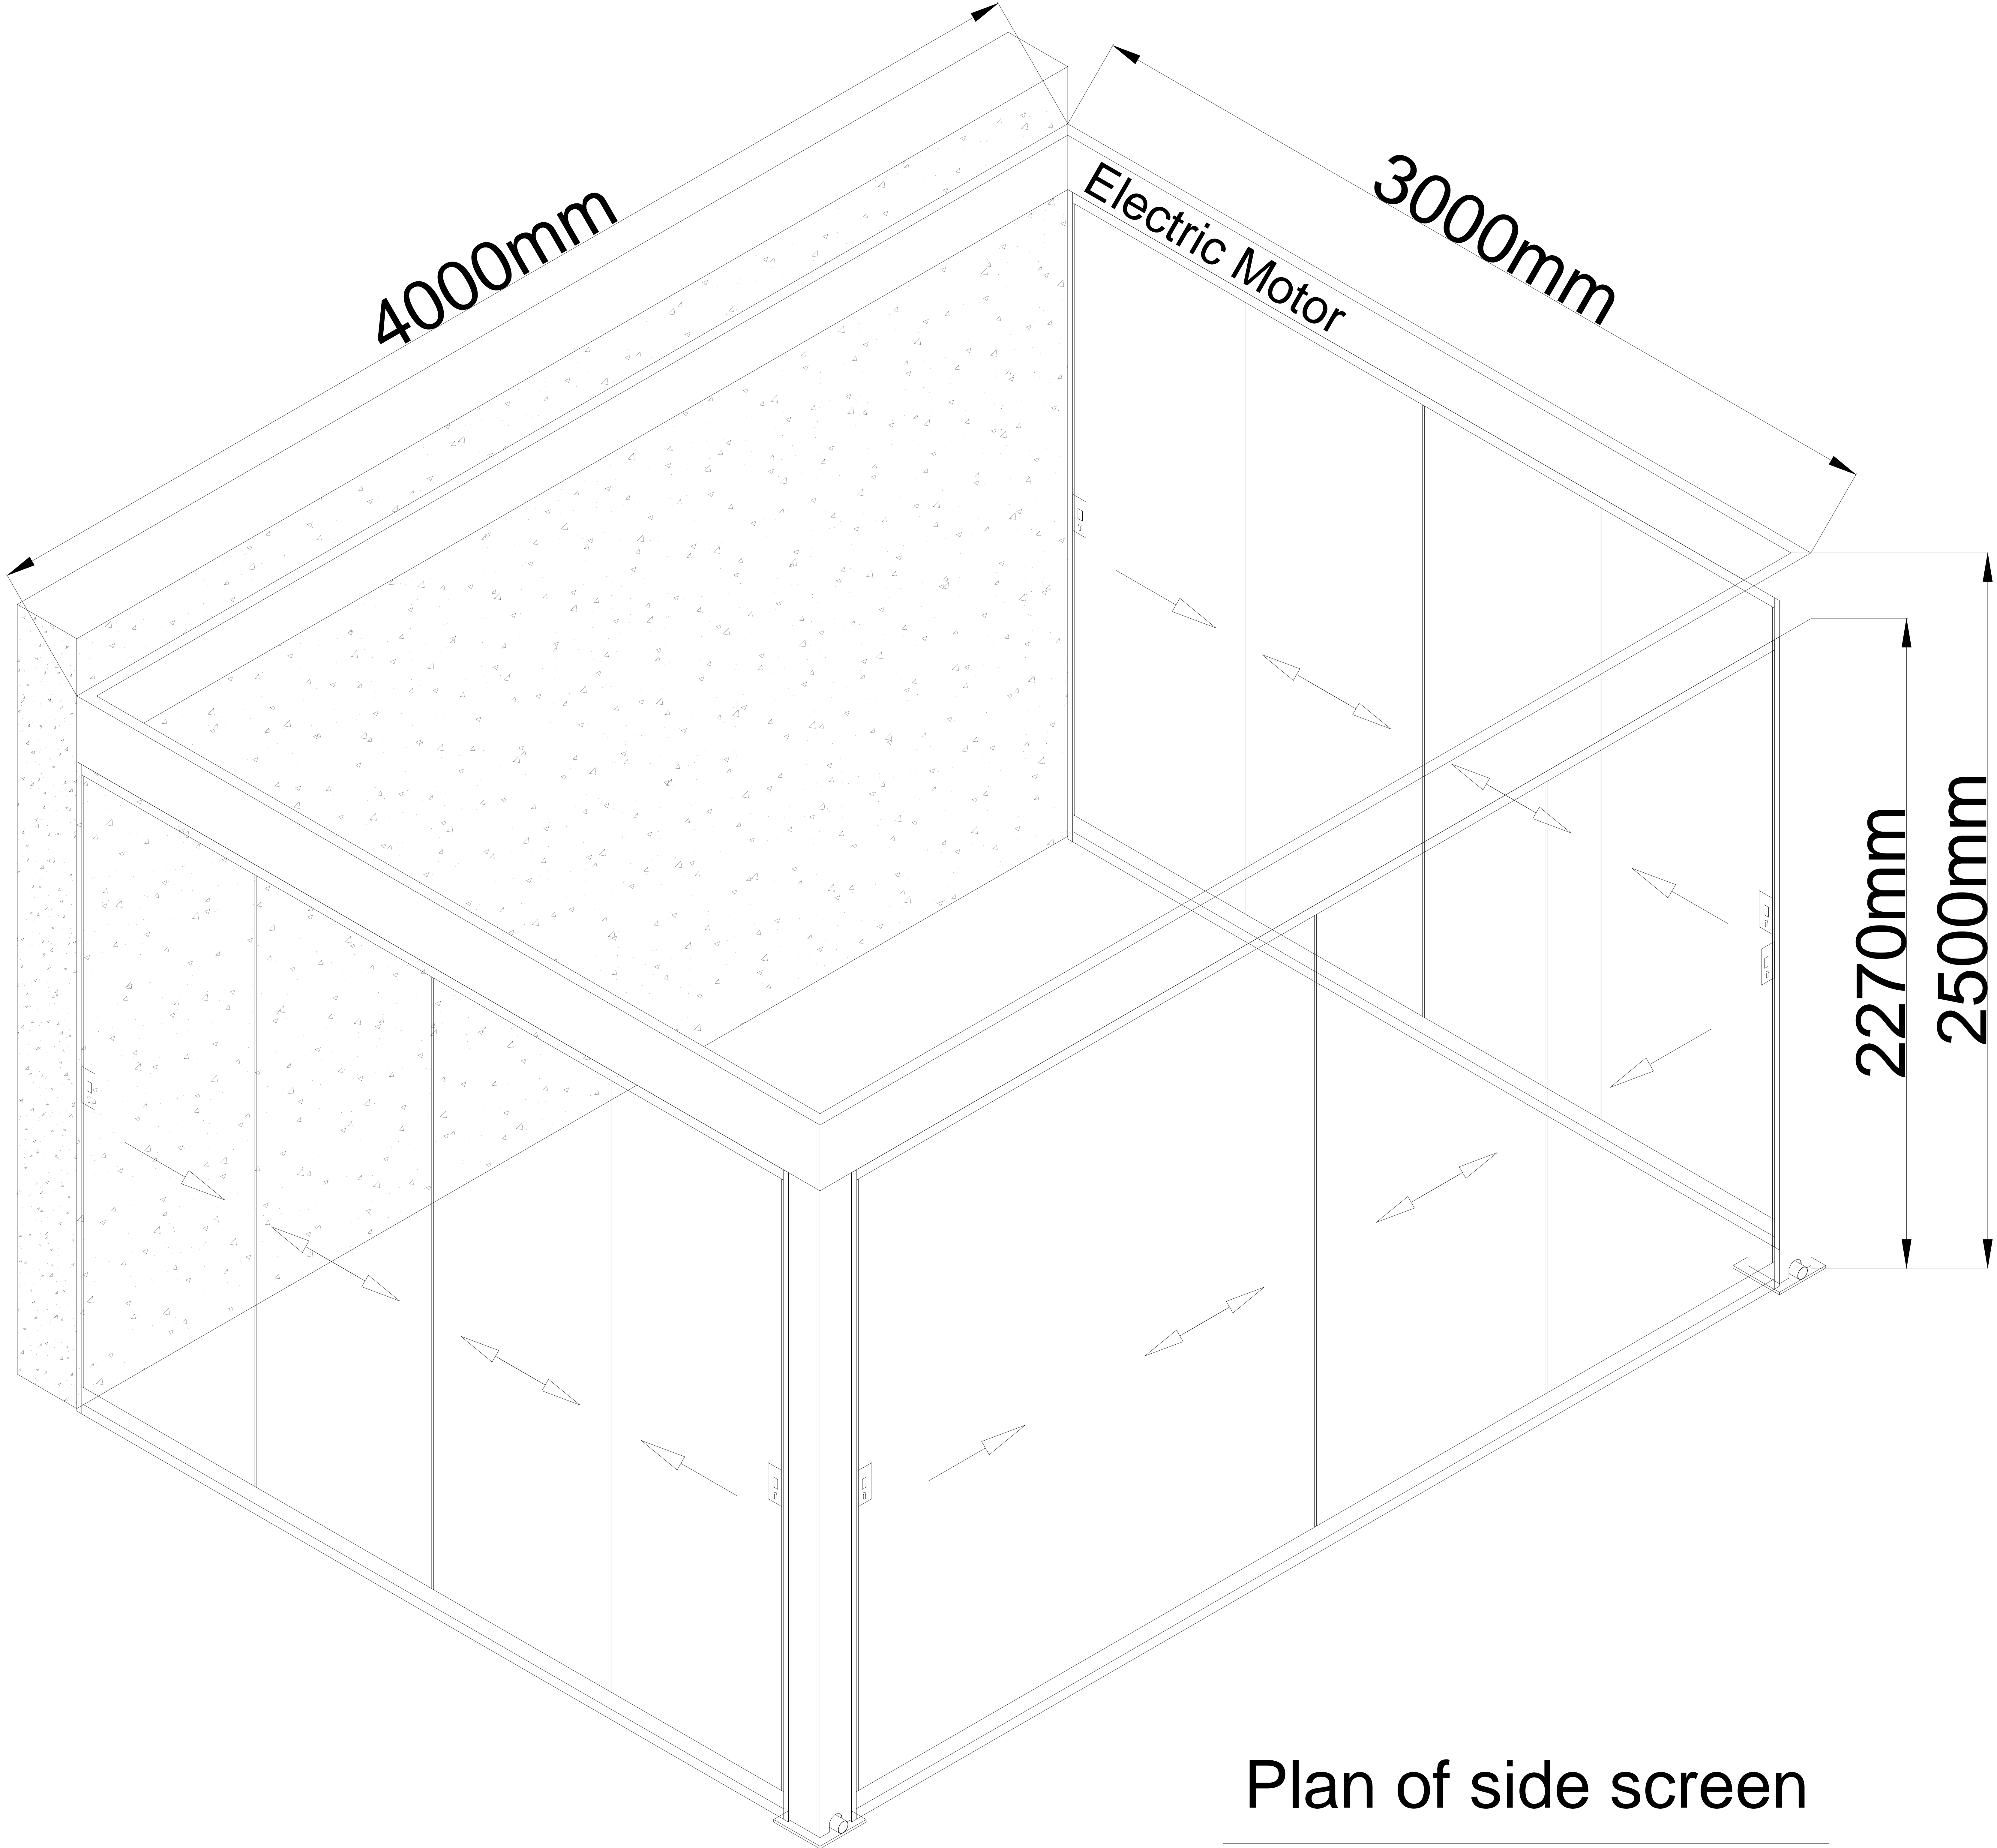 4000mm
3000mm
Electric Motor
2270mm
2500mm
Plan of side screen